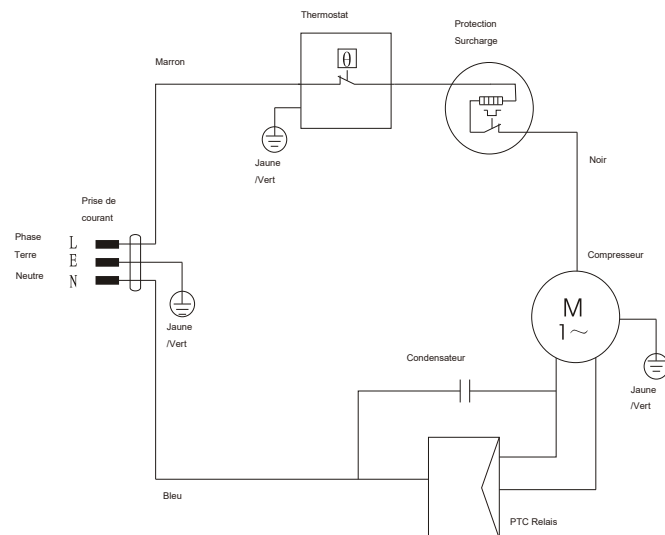 Thermostat
Protection
Surcharge
Marron
θ
Jaune
/Vert
Noir
Prise de
courant
Phase
L
Terre
E
Neutre
N
Compresseur
M
1~
Jaune
/Vert
Condensateur
Jaune
/Vert
Bleu
PTC Relais